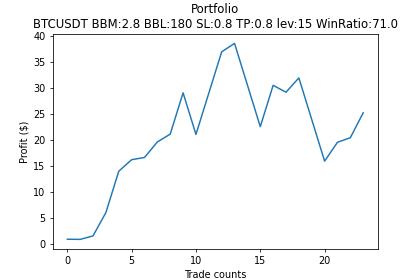 Portfolio
BTCUSDT BBM:2.8 BBL:180 SL:0.8 TP:0.8 lev:15 WinRatio:71.0
40
35
30
25
20
15
10
5
0
Profit ($)
0 5 10 15 20
Trade counts